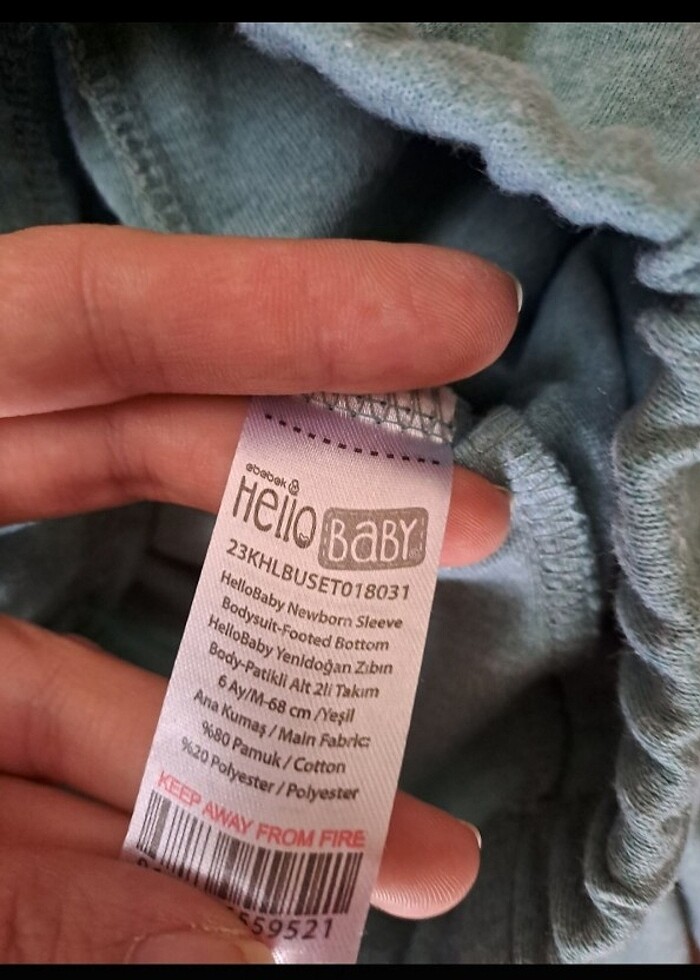 ebebek
Hello BaBY
23KHLBUSET018031
HelloBaby Newborn Sleeve
Bodysuit-Footed Bottom
HelloBaby Yenidoğan Zıbın
Body-Patikli Alt 2li Takım
6 Ay/M-68 cm /Yeşil
Ana Kumaş / Main Fabric:
%80 Pamuk / Cotton
%20 Polyester / Polyester
KEEP AWAY FROM FIRE
559521